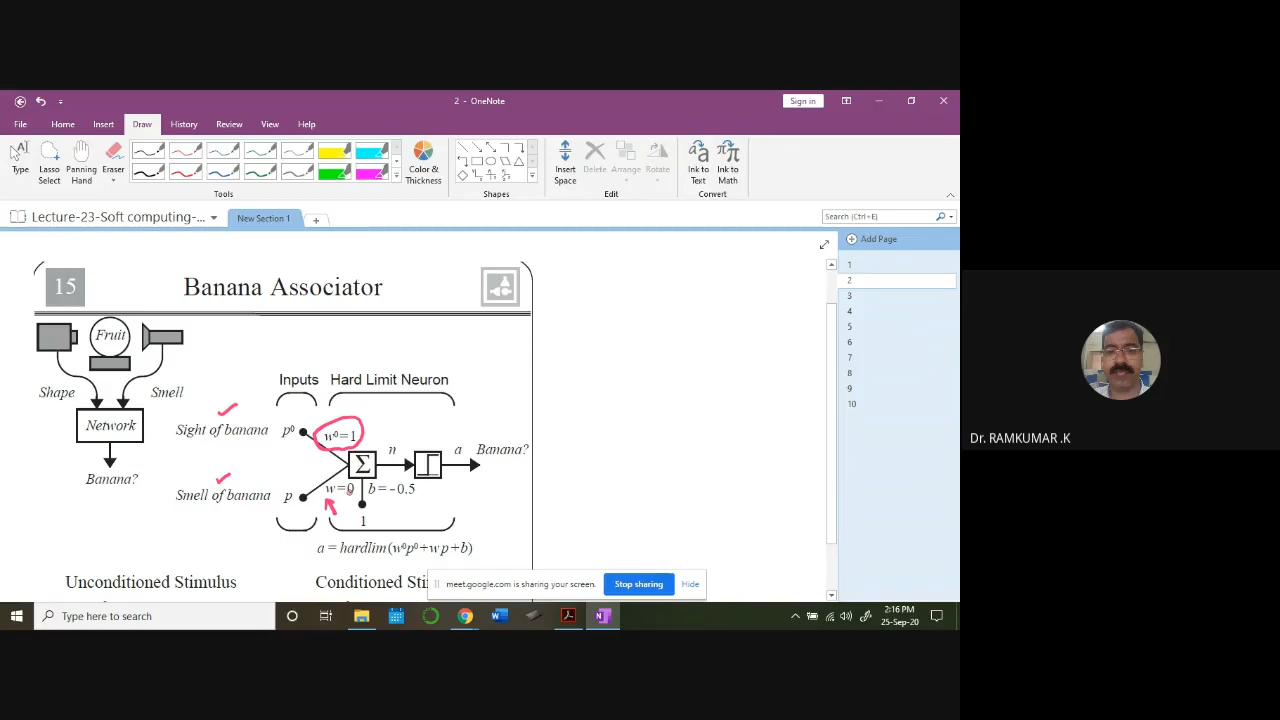 2 - OneNote
Sign in
File Home Insert Draw History Review View Help
Type
Lasso Select
Panning Hand
Eraser
Color & Thickness
Insert Space
Delete
Arrange
Rotate
Ink to Text
Ink to Math
Tools
Shapes
Edit
Convert
Lecture-23-Soft computing-...
New Section 1
Search (Ctrl+E)
Add Page
1
2
3
4
5
6
7
8
9
10
15
Banana Associator
Fruit
Shape
Smell
Network
Banana?
Inputs
Hard Limit Neuron
Sight of banana p⁰
w⁰=1
Σ
n
a
Banana?
Smell of banana p
w=0
b=-0.5
1
a = hardlim(w⁰p⁰+wp+b)
Unconditioned Stimulus
Conditioned
meet.google.com is sharing your screen.
Stop sharing
Hide
Type here to search
2:16 PM
25-Sep-20
Dr. RAMKUMAR .K